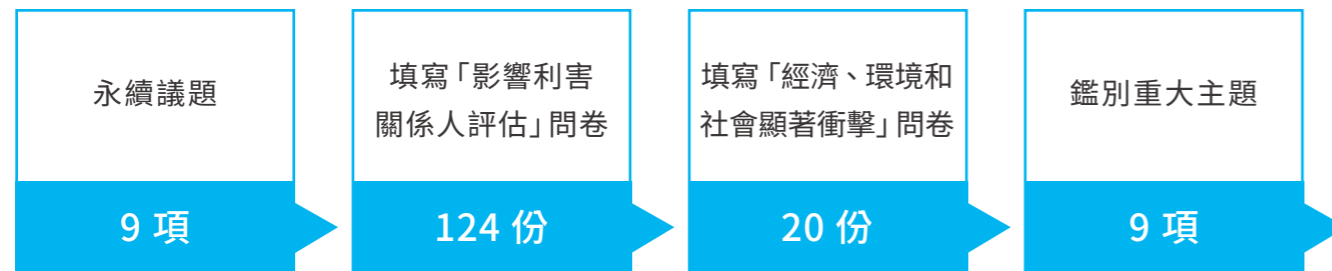 永續議題
9 項
填寫「影響利害
關係人評估」問卷
124 份
填寫「經濟、環境和
社會顯著衝擊」問卷
20 份
鑑別重大主題
9 項